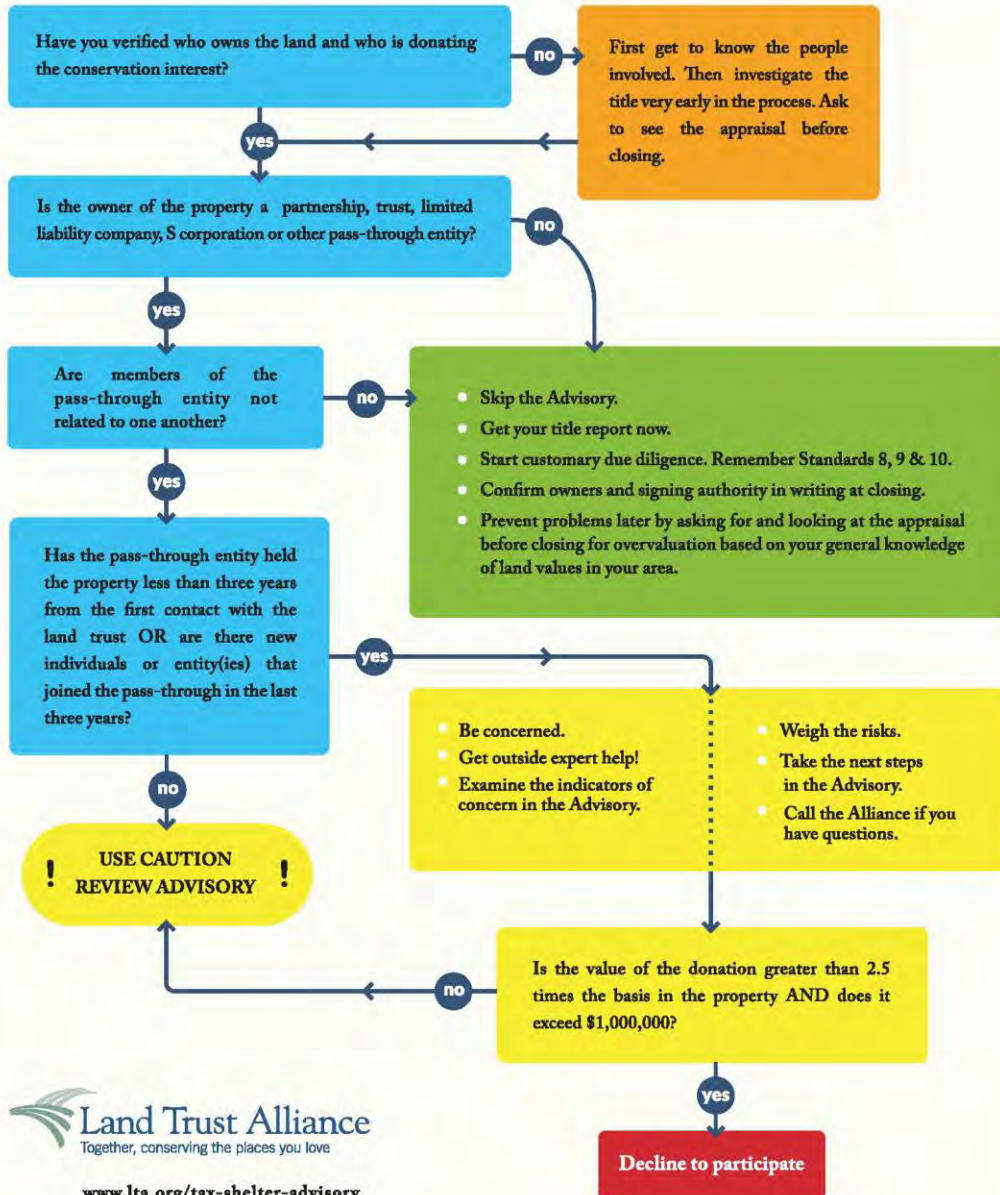 Have you verified who owns the land and who is donating
the conservation interest?
no
First get to know the people
involved. Then investigate the
title very early in the process. Ask
to see the appraisal before
closing.
yes
Is the owner of the property a partnership, trust, limited
liability company, S corporation or other pass-through entity?
no
yes
Are members of the
pass-through entity not
related to one another?
no
Skip the Advisory.
Get your title report now.
Start customary due diligence. Remember Standards 8, 9 & 10.
Confirm owners and signing authority in writing at closing.
Prevent problems later by asking for and looking at the appraisal
before closing for overvaluation based on your general knowledge
of land values in your area.
yes
Has the pass-through entity held
the property less than three years
from the first contact with the
land trust OR are there new
individuals or entity(ies) that
joined the pass-through in the last
three years?
yes
Be concerned.
Get outside expert help!
Examine the indicators of
concern in the Advisory.
Weigh the risks.
Take the next steps
in the Advisory.
Call the Alliance if you
have questions.
no
! USE CAUTION !
REVIEW ADVISORY
Is the value of the donation greater than 2.5
times the basis in the property AND does it
exceed $1,000,000?
no
yes
Decline to participate
Land Trust Alliance
Together, conserving the places you love
www.lta.org/tax-shelter-advisory